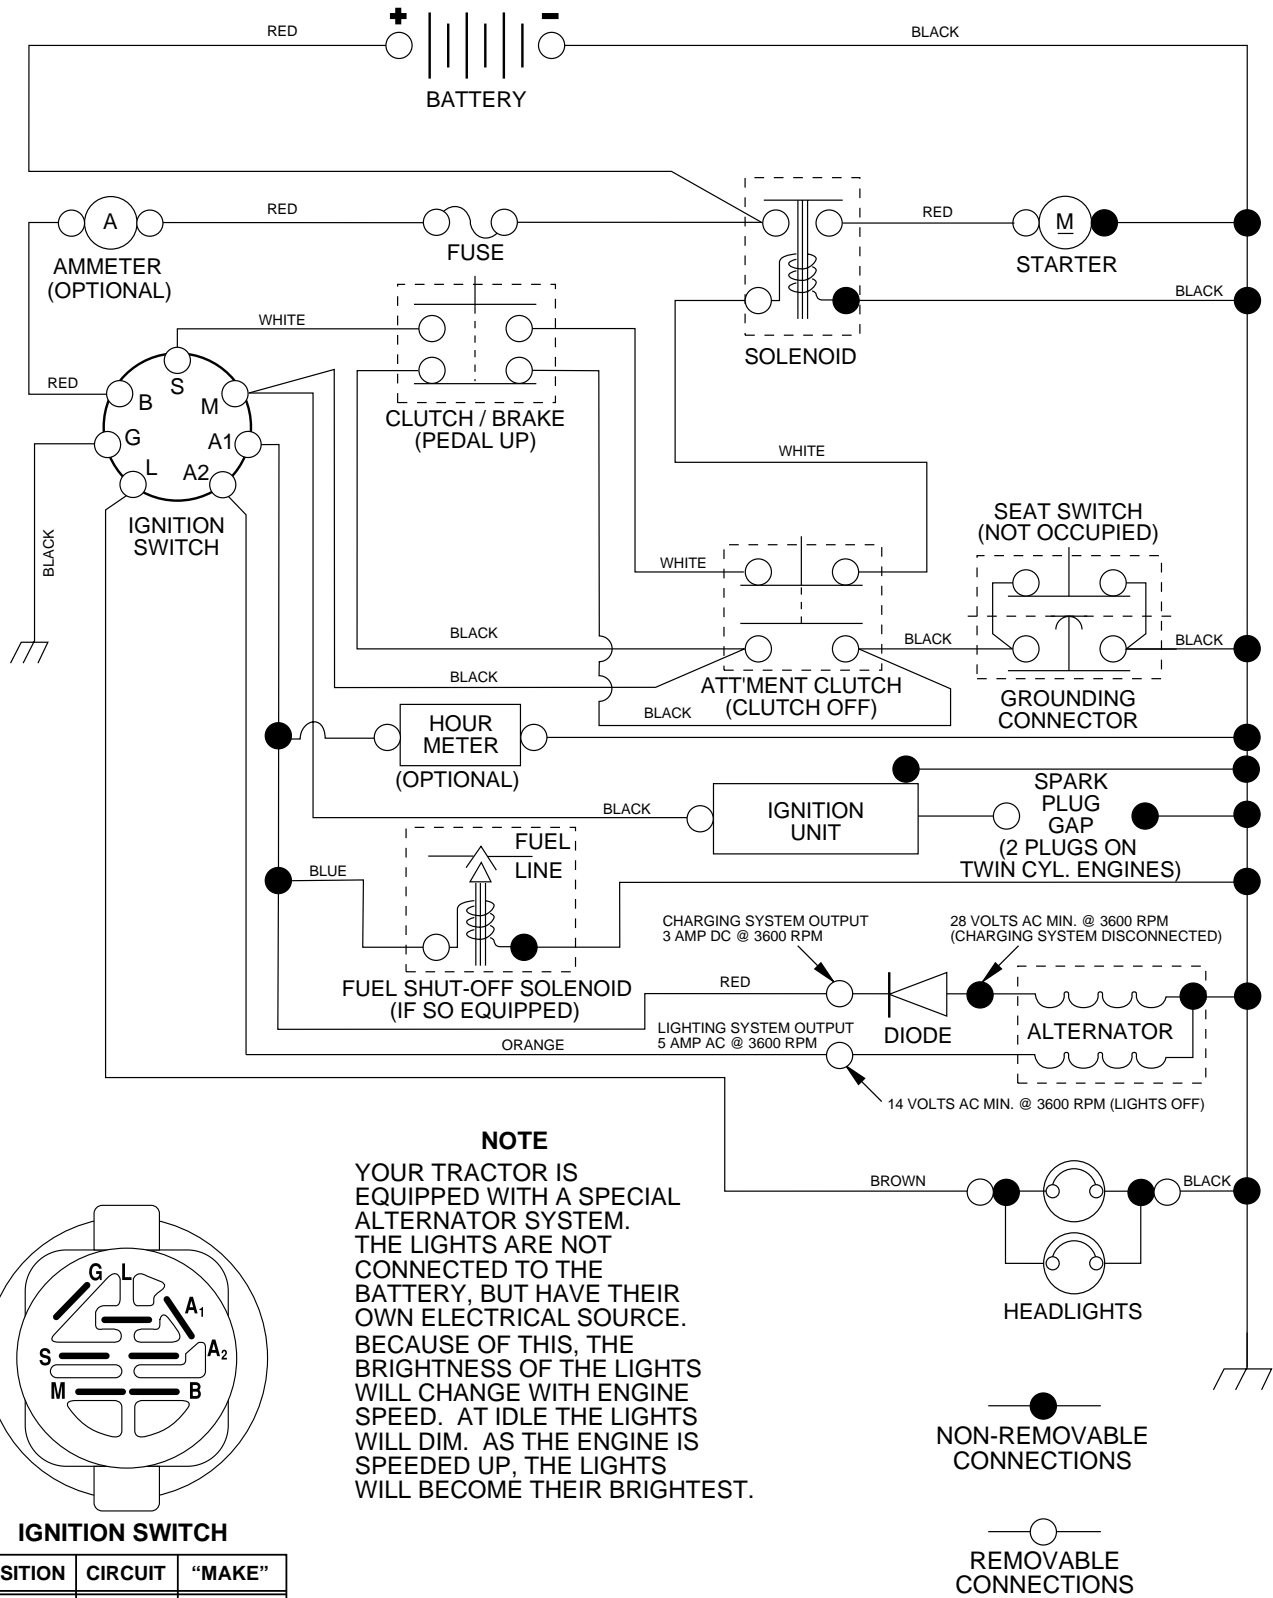 +
−
RED
BLACK
BATTERY
RED
RED
A
M
AMMETER
(OPTIONAL)
FUSE
STARTER
BLACK
WHITE
SOLENOID
RED
S
B
M
G
A1
L
A2
CLUTCH / BRAKE
(PEDAL UP)
WHITE
IGNITION
SWITCH
BLACK
SEAT SWITCH
(NOT OCCUPIED)
WHITE
BLACK
BLACK
BLACK
BLACK
ATT'MENT CLUTCH
(CLUTCH OFF)
GROUNDING
CONNECTOR
BLACK
HOUR
METER
(OPTIONAL)
BLACK
IGNITION
UNIT
SPARK
PLUG
GAP
(2 PLUGS ON
TWIN CYL. ENGINES)
FUEL
LINE
BLUE
FUEL SHUT-OFF SOLENOID
(IF SO EQUIPPED)
CHARGING SYSTEM OUTPUT
3 AMP DC @ 3600 RPM
28 VOLTS AC MIN. @ 3600 RPM
(CHARGING SYSTEM DISCONNECTED)
RED
LIGHTING SYSTEM OUTPUT
5 AMP AC @ 3600 RPM
DIODE
ALTERNATOR
ORANGE
14 VOLTS AC MIN. @ 3600 RPM (LIGHTS OFF)
NOTE
YOUR TRACTOR IS
EQUIPPED WITH A SPECIAL
ALTERNATOR SYSTEM.
THE LIGHTS ARE NOT
CONNECTED TO THE
BATTERY, BUT HAVE THEIR
OWN ELECTRICAL SOURCE.
BECAUSE OF THIS, THE
BRIGHTNESS OF THE LIGHTS
WILL CHANGE WITH ENGINE
SPEED. AT IDLE THE LIGHTS
WILL DIM. AS THE ENGINE IS
SPEEDED UP, THE LIGHTS
WILL BECOME THEIR BRIGHTEST.
BROWN
BLACK
HEADLIGHTS
G
L
A1
S
A2
M
B
IGNITION SWITCH
SITION CIRCUIT “MAKE”
NON-REMOVABLE
CONNECTIONS
REMOVABLE
CONNECTIONS